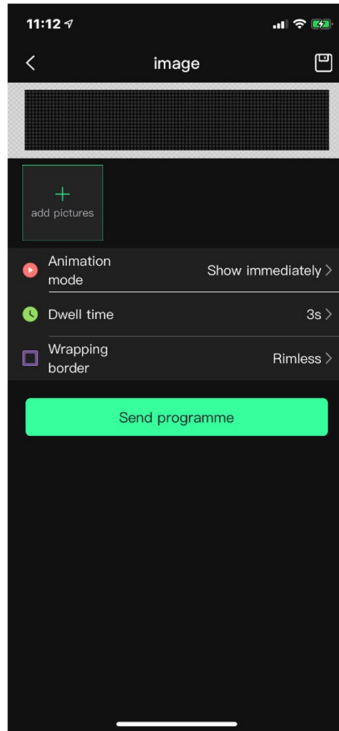 11:12
image
add pictures
Animation
mode
Show immediately
Dwell time
3s
Wrapping
border
Rimless
Send programme